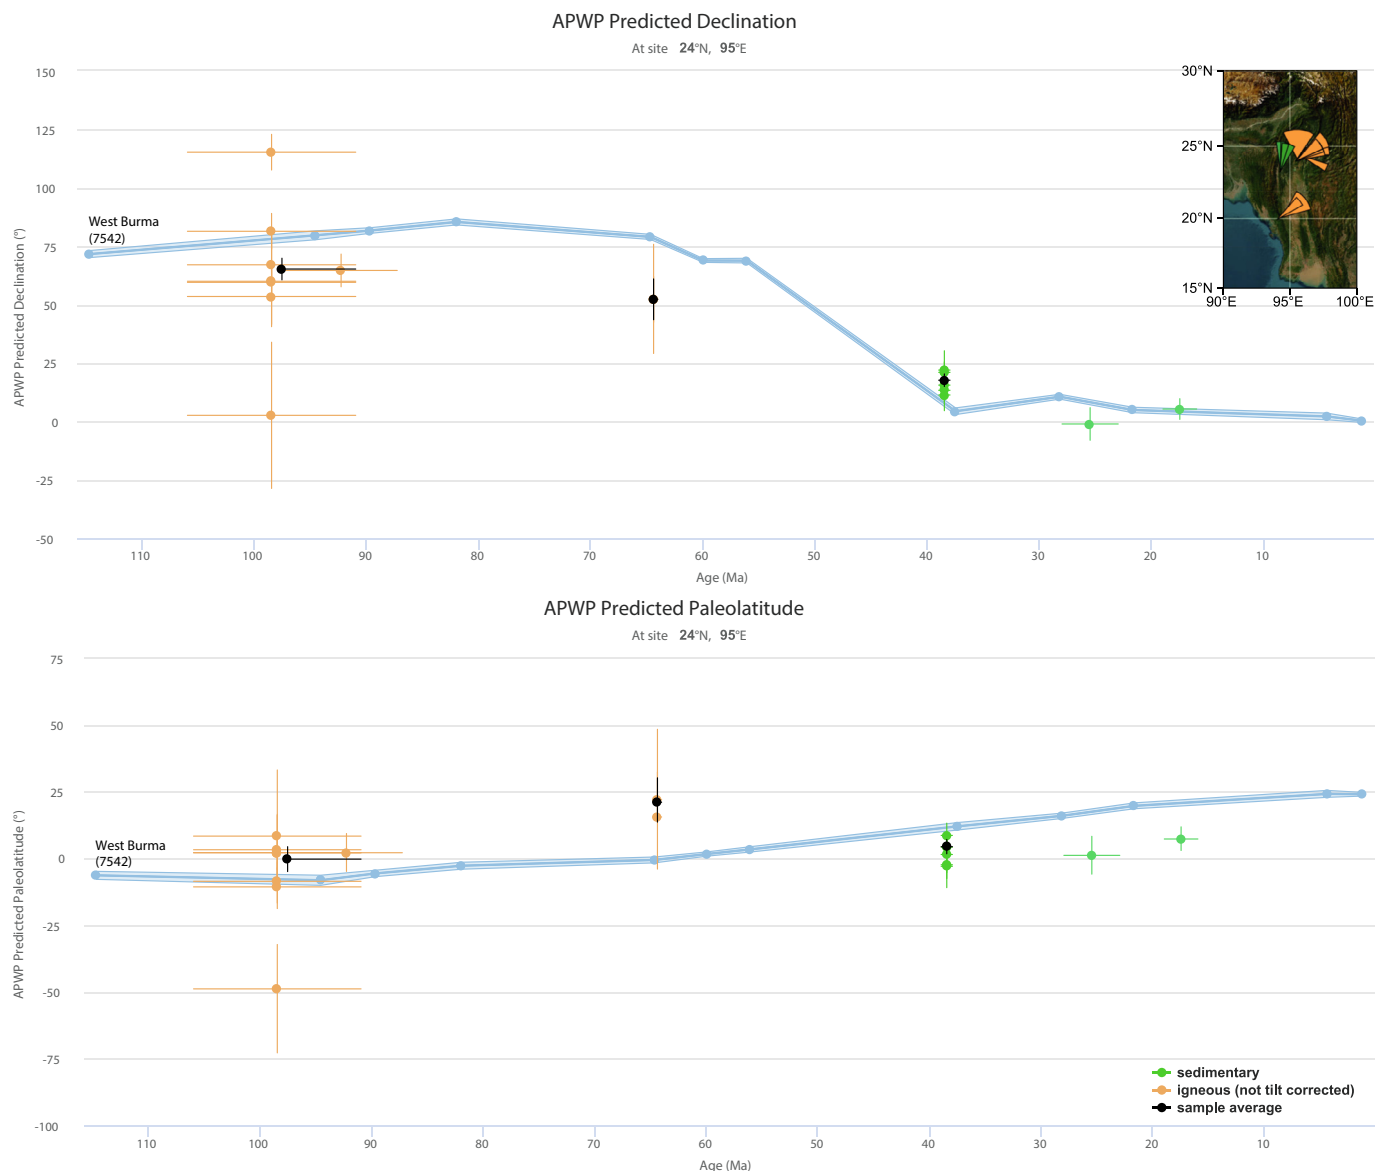 APWP Predicted Declination
At site 24°N, 95°E
150
125
100
75
50
25
0
-25
-50
APWP Predicted Declination (°)
West Burma
(7542)
30°N
25°N
20°N
15°N
90°E 95°E 100°E
110 100 90 80 70 60 50 40 30 20 10
Age (Ma)
APWP Predicted Paleolatitude
At site 24°N, 95°E
75
50
25
0
-25
-50
-75
-100
APWP Predicted Paleolatitude (°)
West Burma
(7542)
sedimentary
igneous (not tilt corrected)
sample average
110 100 90 80 70 60 50 40 30 20 10
Age (Ma)